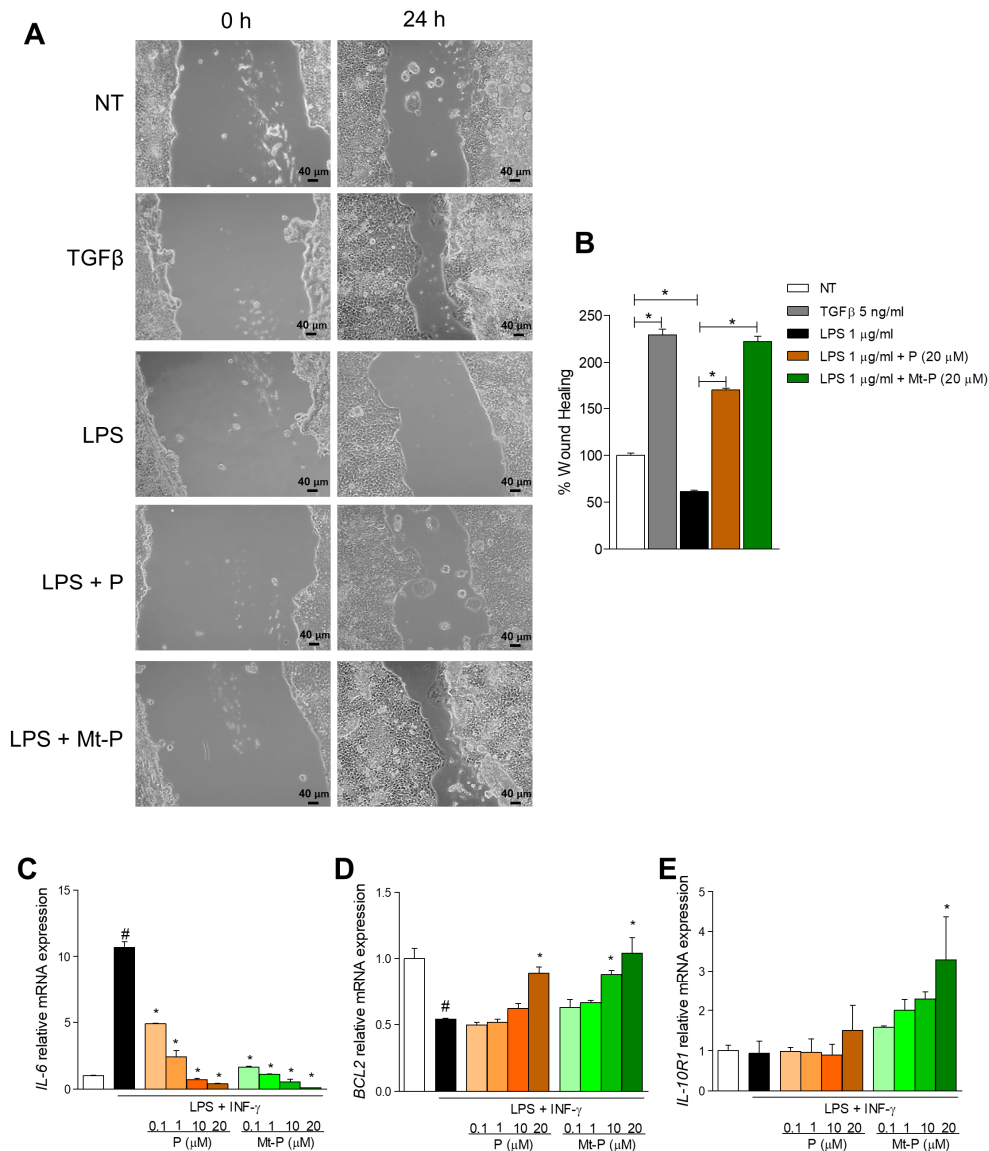 A
0 h
24 h
NT
40 μm
40 μm
TGFβ
40 μm
40 μm
LPS
40 μm
40 μm
LPS + P
40 μm
40 μm
LPS + Mt-P
40 μm
40 μm
B
% Wound Healing
250
200
150
100
50
0
*
*
*
*
NT
TGFβ 5 ng/ml
LPS 1 μg/ml
LPS 1 μg/ml + P (20 μM)
LPS 1 μg/ml + Mt-P (20 μM)
C
IL-6 relative mRNA expression
15
10
5
0
#
*
*
*
*
*
*
*
*
LPS + INF-γ
0.1 1 10 20
0.1 1 10 20
P (μM)
Mt-P (μM)
D
BCL2 relative mRNA expression
1.5
1.0
0.5
0.0
#
*
*
*
LPS + INF-γ
0.1 1 10 20
0.1 1 10 20
P (μM)
Mt-P (μM)
E
IL-10R1 relative mRNA expression
5
4
3
2
1
0
*
LPS + INF-γ
0.1 1 10 20
0.1 1 10 20
P (μM)
Mt-P (μM)